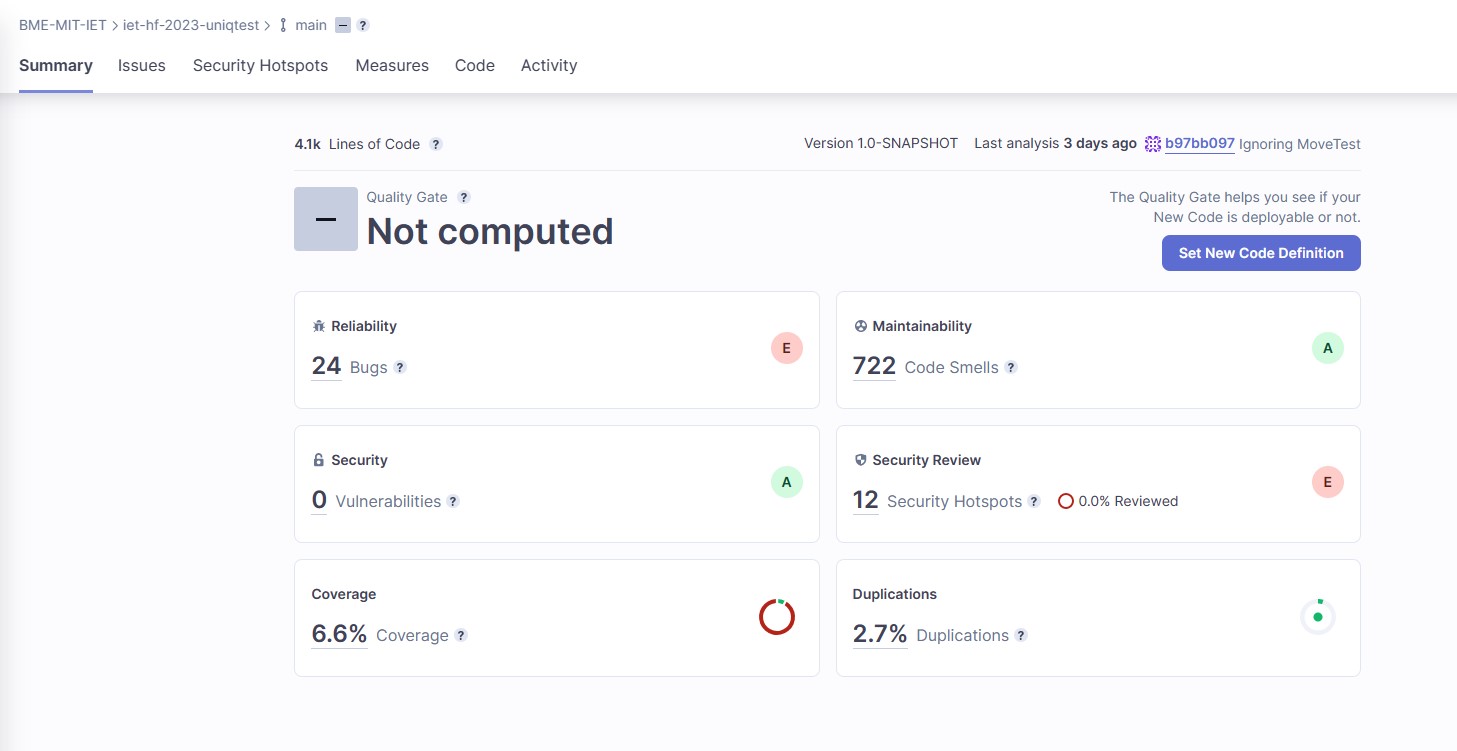 BME-MIT-IET > iet-hf-2023-uniqtest > main – ?
Summary Issues Security Hotspots Measures Code Activity
4.1k Lines of Code ? Version 1.0-SNAPSHOT Last analysis 3 days ago b97bb097 Ignoring MoveTest
Quality Gate ?
– Not computed
The Quality Gate helps you see if your
New Code is deployable or not.
Set New Code Definition
Reliability
24 Bugs ? E
Maintainability
722 Code Smells ? A
Security
0 Vulnerabilities ? A
Security Review
12 Security Hotspots ? 0.0% Reviewed E
Coverage
6.6% Coverage ?
Duplications
2.7% Duplications ?